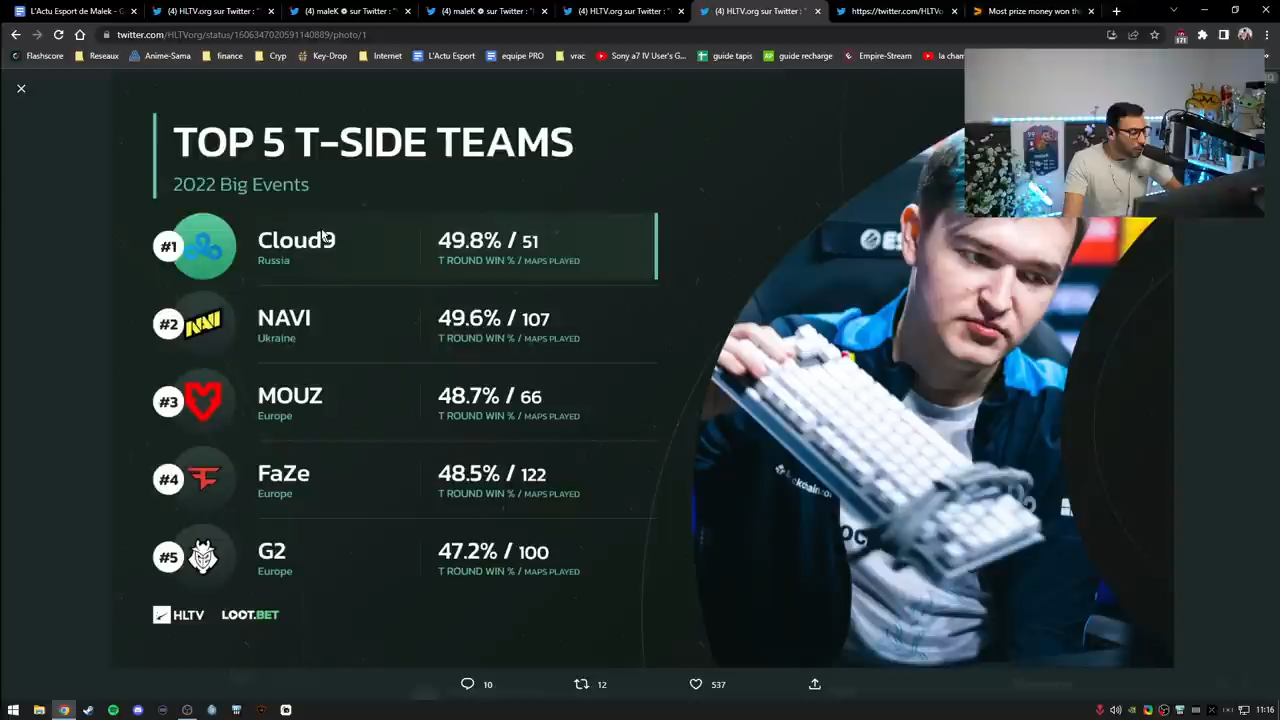 L'Actu Esport de Malek -
(4) HLTV.org sur Twitter : "
(4) maleK sur Twitter : "
(4) maleK sur Twitter : "
(4) HLTV.org sur Twitter : "
(4) HLTV.org sur Twitter : "
https://twitter.com/HLTVo
Most prize money won th
twitter.com/HLTVorg/status/1606347020591140889/photo/1
171
Flashscore
Reseaux
Anime-Sama
finance
Cryp
Key-Drop
Internet
L'Actu Esport
equipe PRO
vrac
Sony a7 IV User's G...
guide tapis
guide recharge
Empire-Stream
la cham
TOP 5 T-SIDE TEAMS
2022 Big Events
#1
Cloud9
49.8% / 51
Russia
T ROUND WIN % / MAPS PLAYED
#2
NAVI
NAVI
49.6% / 107
Ukraine
T ROUND WIN % / MAPS PLAYED
#3
MOUZ
48.7% / 66
Europe
T ROUND WIN % / MAPS PLAYED
#4
FaZe
48.5% / 122
Europe
T ROUND WIN % / MAPS PLAYED
#5
G2
47.2% / 100
Europe
T ROUND WIN % / MAPS PLAYED
HLTV LOOT.BET
10
12
537
11:16